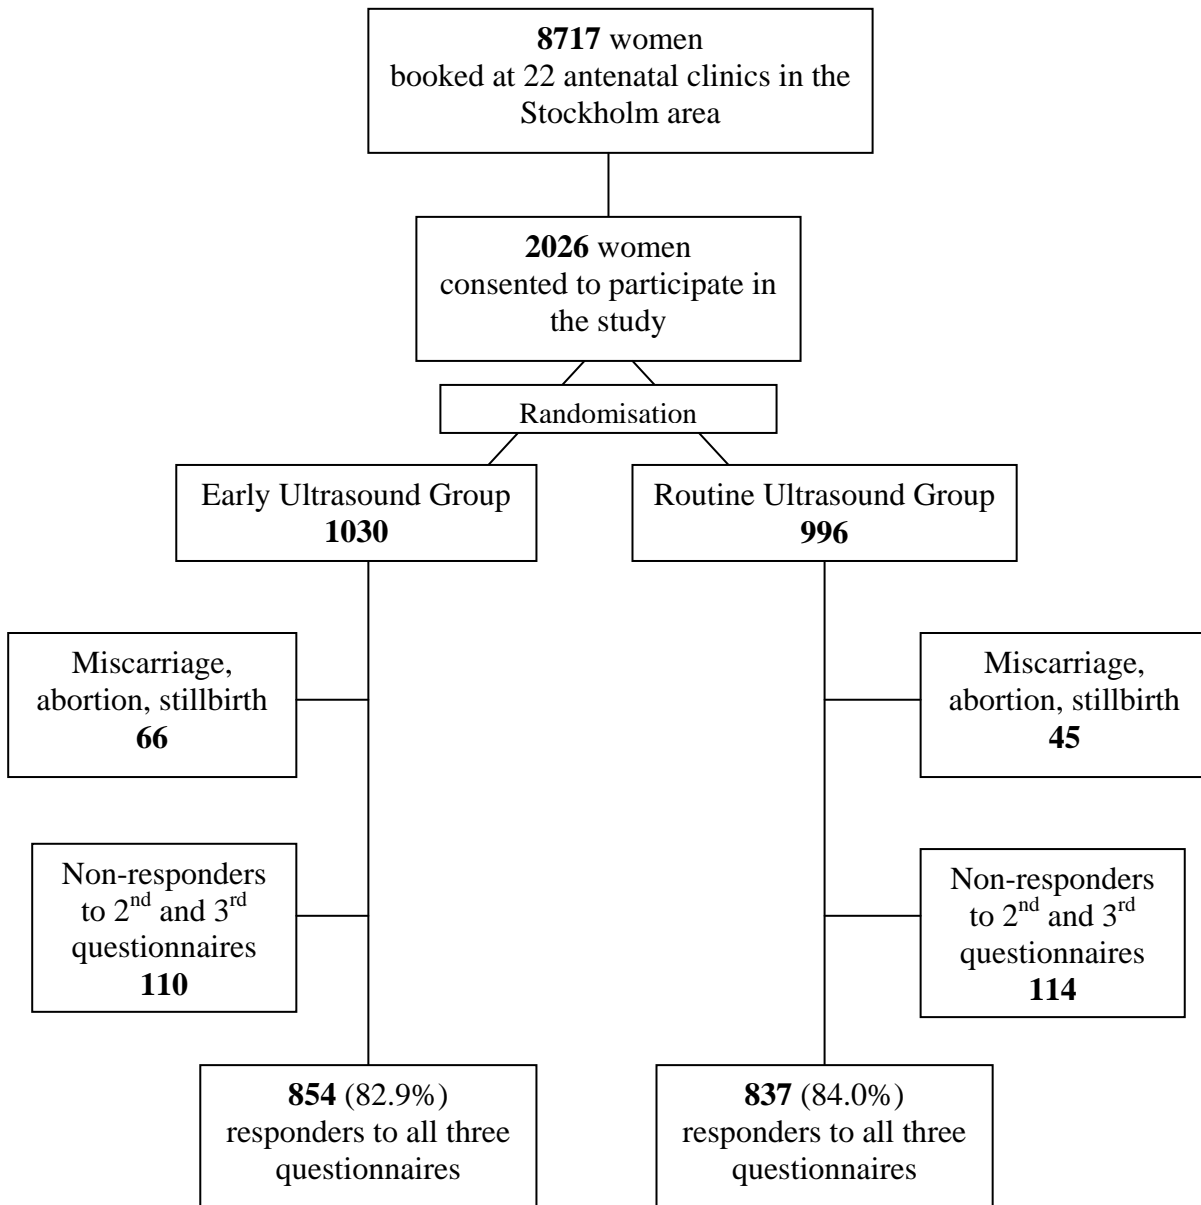 8717 women
booked at 22 antenatal clinics in the
Stockholm area
2026 women
consented to participate in
the study
Randomisation
Early Ultrasound Group
1030
Routine Ultrasound Group
996
Miscarriage,
abortion, stillbirth
66
Miscarriage,
abortion, stillbirth
45
Non-responders
to 2nd and 3rd
questionnaires
110
Non-responders
to 2nd and 3rd
questionnaires
114
854 (82.9%)
responders to all three
questionnaires
837 (84.0%)
responders to all three
questionnaires